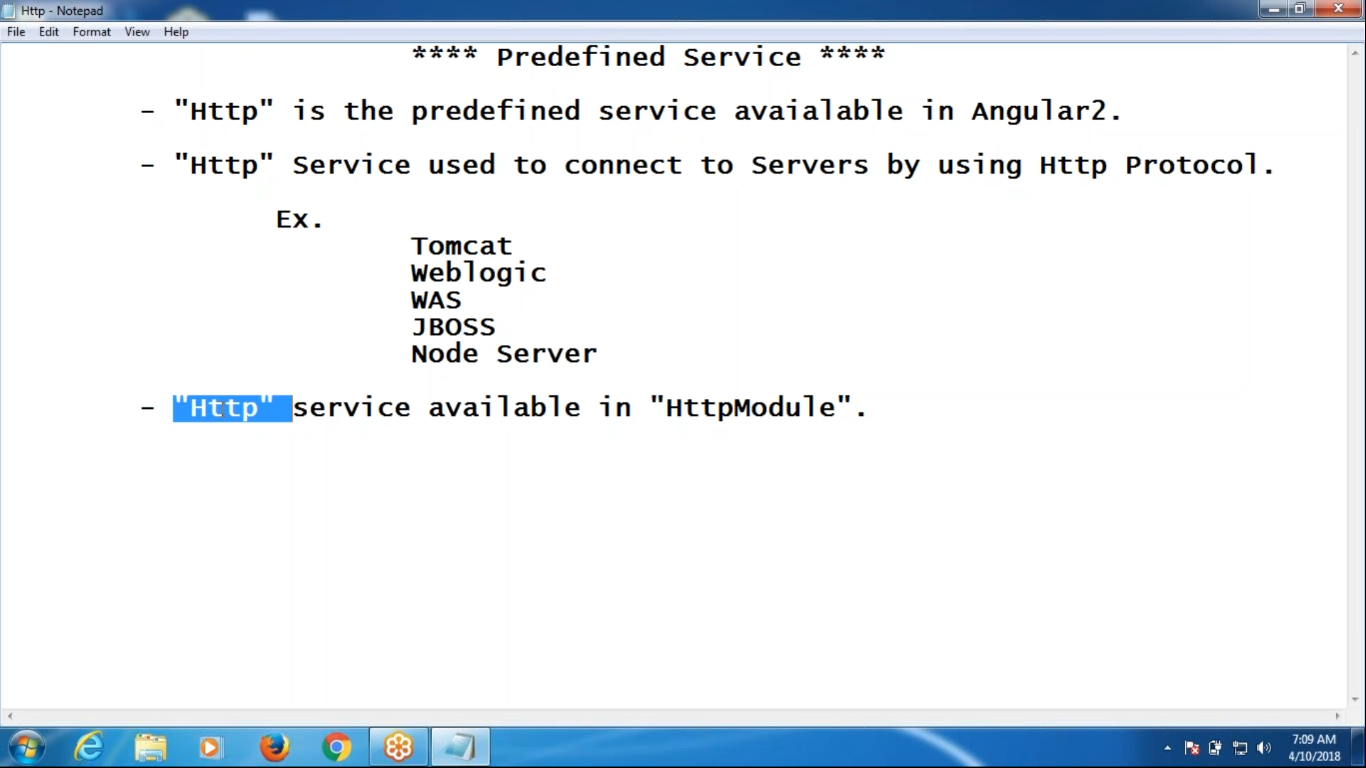 Http - Notepad
File Edit Format View Help
**** Predefined Service ****
- "Http" is the predefined service avaialable in Angular2.
- "Http" Service used to connect to Servers by using Http Protocol.
Ex.
Tomcat
Weblogic
WAS
JBOSS
Node Server
- "Http" service available in "HttpModule".
7:09 AM
4/10/2018